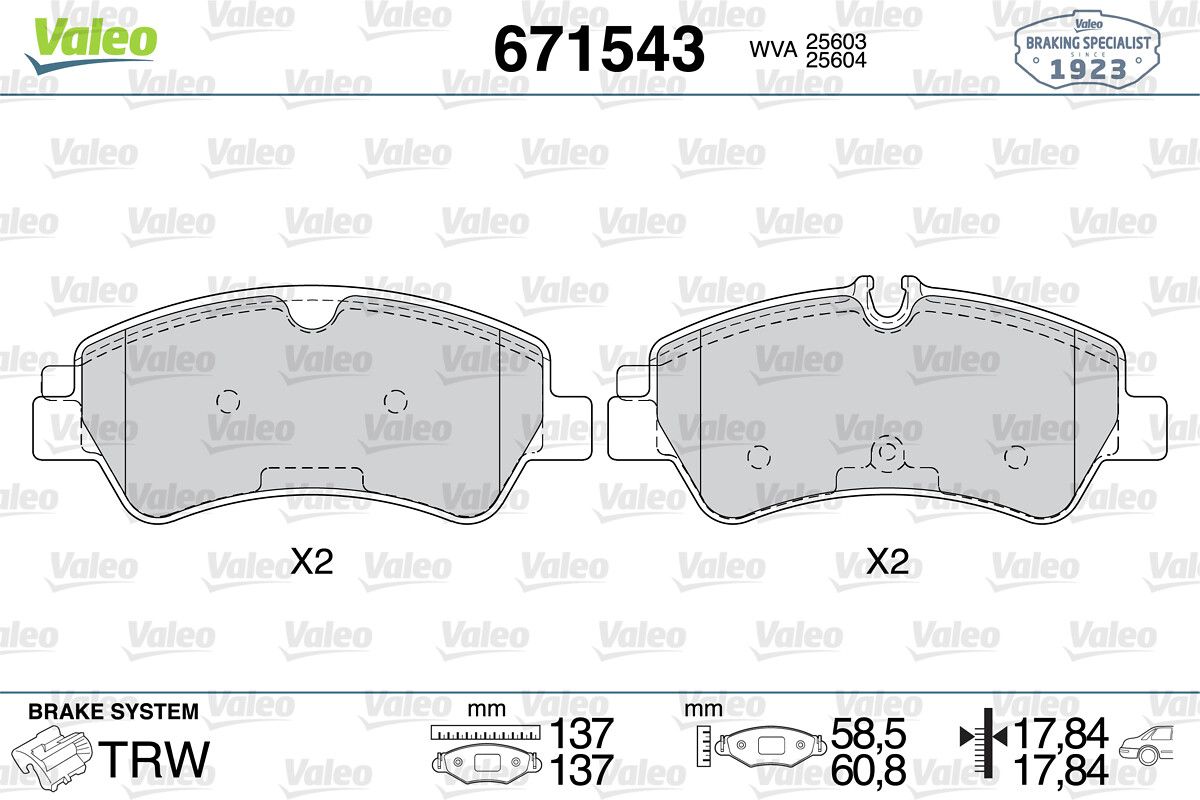 Valeo
671543
WVA 25603
25604
Valeo
BRAKING SPECIALIST
SINCE
1923
X2
X2
BRAKE SYSTEM
TRW
mm
137
137
mm
58,5
60,8
17,84
17,84